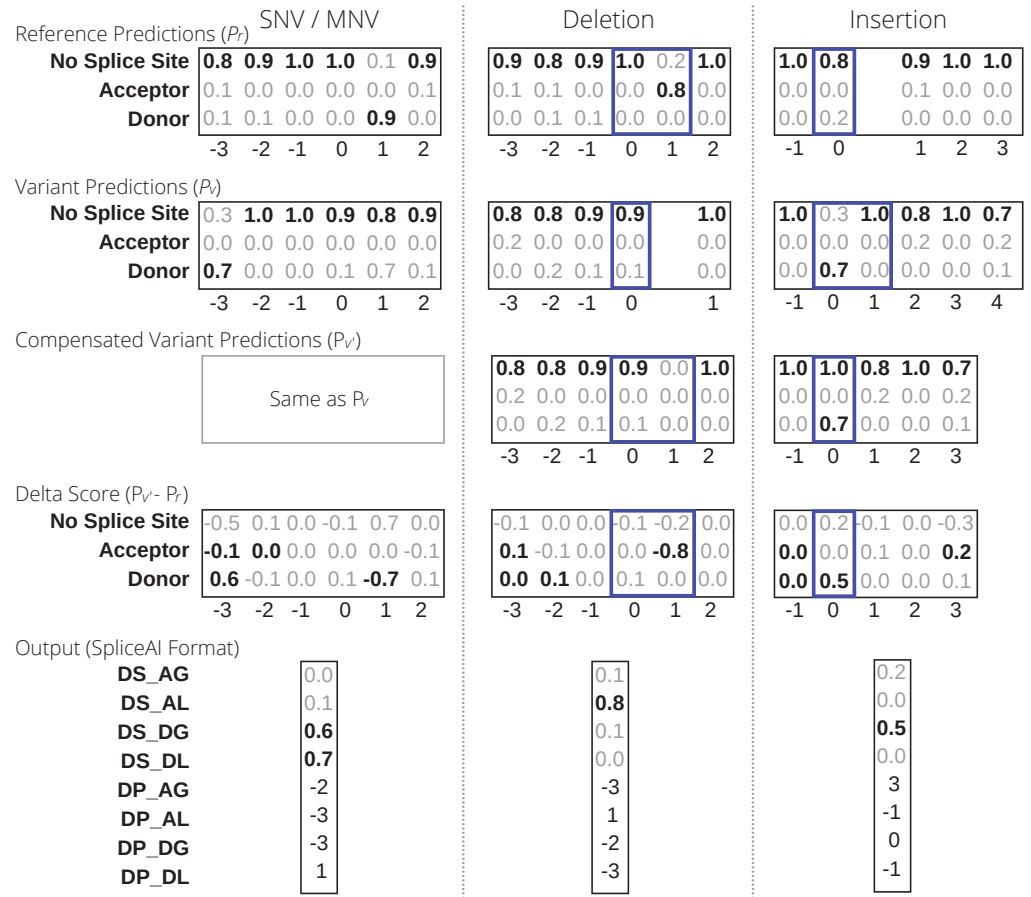 SNV / MNV Deletion Insertion
Reference Predictions (Pr)
No Splice Site 0.8 0.9 1.0 1.0 0.1 0.9 0.9 0.8 0.9 1.0 0.2 1.0 1.0 0.8 0.9 1.0 1.0
Acceptor 0.1 0.0 0.0 0.0 0.0 0.1 0.1 0.1 0.0 0.0 0.8 0.0 0.0 0.0 0.1 0.0 0.0
Donor 0.1 0.1 0.0 0.0 0.9 0.0 0.0 0.1 0.1 0.0 0.0 0.0 0.0 0.2 0.0 0.0 0.0
-3 -2 -1 0 1 2 -3 -2 -1 0 1 2 -1 0 1 2 3
Variant Predictions (Pv)
No Splice Site 0.3 1.0 1.0 0.9 0.8 0.9 0.8 0.8 0.9 0.9 1.0 1.0 0.3 1.0 0.8 1.0 0.7
Acceptor 0.0 0.0 0.0 0.0 0.0 0.0 0.2 0.0 0.0 0.0 0.0 0.0 0.0 0.0 0.2 0.0 0.2
Donor 0.7 0.0 0.0 0.1 0.7 0.1 0.0 0.2 0.1 0.1 0.0 0.0 0.7 0.0 0.0 0.0 0.1
-3 -2 -1 0 1 2 -3 -2 -1 0 1 -1 0 1 2 3 4
Compensated Variant Predictions (Pv')
0.8 0.8 0.9 0.9 0.0 1.0 1.0 1.0 0.8 1.0 0.7
Same as Pv 0.2 0.0 0.0 0.0 0.0 0.0 0.0 0.0 0.2 0.0 0.2
0.0 0.2 0.1 0.1 0.0 0.0 0.0 0.7 0.0 0.0 0.1
-3 -2 -1 0 1 2 -1 0 1 2 3
Delta Score (Pv'- Pr)
No Splice Site -0.5 0.1 0.0 -0.1 0.7 0.0 -0.1 0.0 0.0 -0.1 -0.2 0.0 0.0 0.2 -0.1 0.0 -0.3
Acceptor -0.1 0.0 0.0 0.0 0.0 -0.1 0.1 -0.1 0.0 0.0 -0.8 0.0 0.0 0.0 0.1 0.0 0.2
Donor 0.6 -0.1 0.0 0.1 -0.7 0.1 0.0 0.1 0.0 0.1 0.0 0.0 0.0 0.5 0.0 0.0 0.1
-3 -2 -1 0 1 2 -3 -2 -1 0 1 2 -1 0 1 2 3
Output (SpliceAI Format)
DS_AG 0.0 0.1 0.2
DS_AL 0.1 0.8 0.0
DS_DG 0.6 0.1 0.5
DS_DL 0.7 0.0 0.0
DP_AG -2 -3 3
DP_AL -3 1 -1
DP_DG -3 -2 0
DP_DL 1 -3 -1